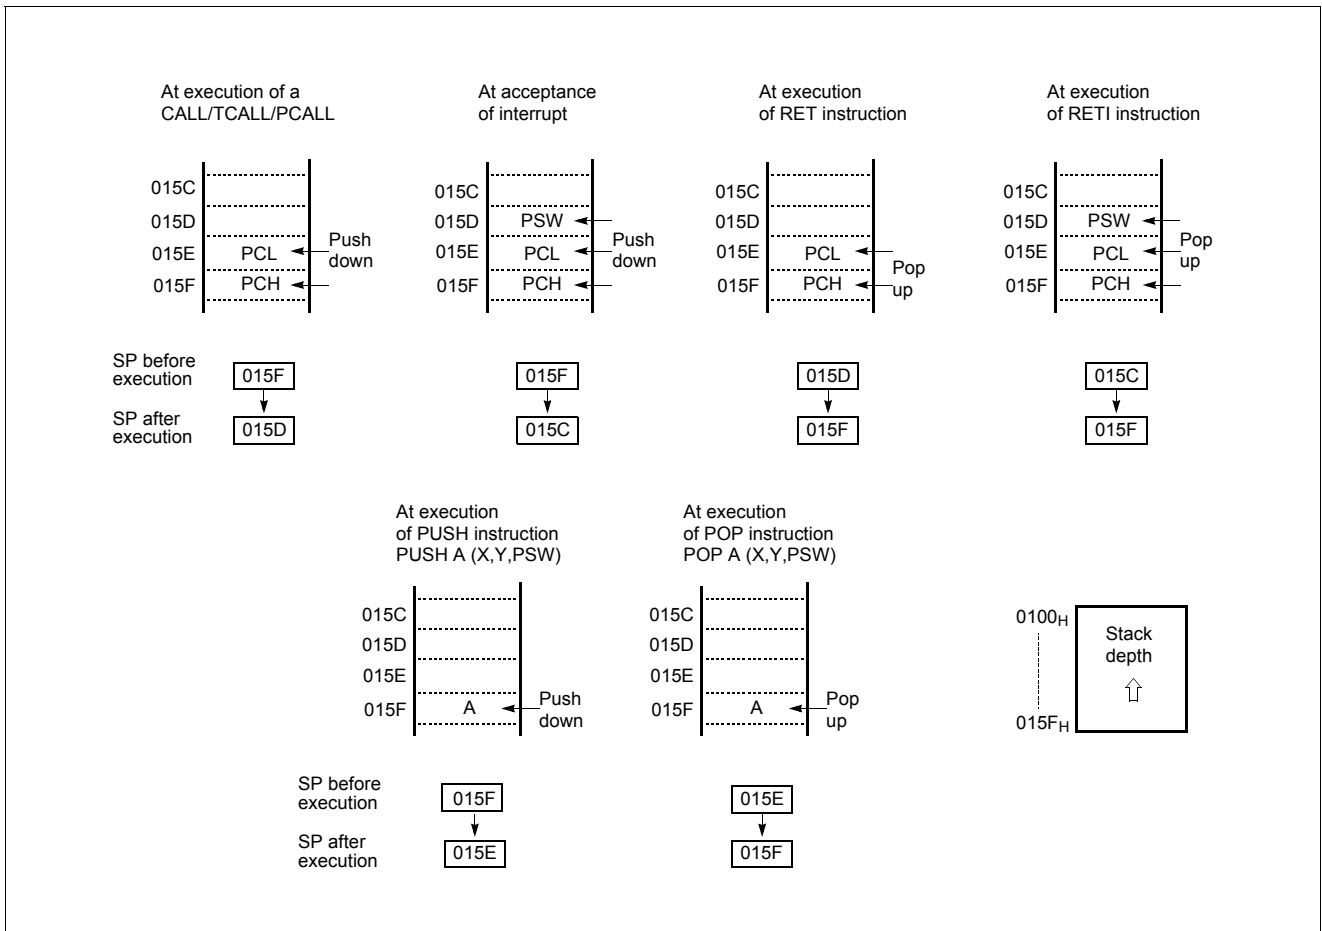 At execution of a
CALL/TCALL/PCALL
015C
015D
015E PCL
015F PCH
Push
down
SP before
execution
015F
SP after
execution
015D
At acceptance
of interrupt
015C
015D PSW
015E PCL
015F PCH
Push
down
015F
015C
At execution
of RET instruction
015C
015D
015E PCL
015F PCH
Pop
up
015D
015F
At execution
of RETI instruction
015C
015D PSW
015E PCL
015F PCH
Pop
up
015C
015F
At execution
of PUSH instruction
PUSH A (X,Y,PSW)
015C
015D
015E
015F A
Push
down
SP before
execution
015F
SP after
execution
015E
At execution
of POP instruction
POP A (X,Y,PSW)
015C
015D
015E
015F A
Pop
up
015E
015F
0100H
Stack
depth
015FH